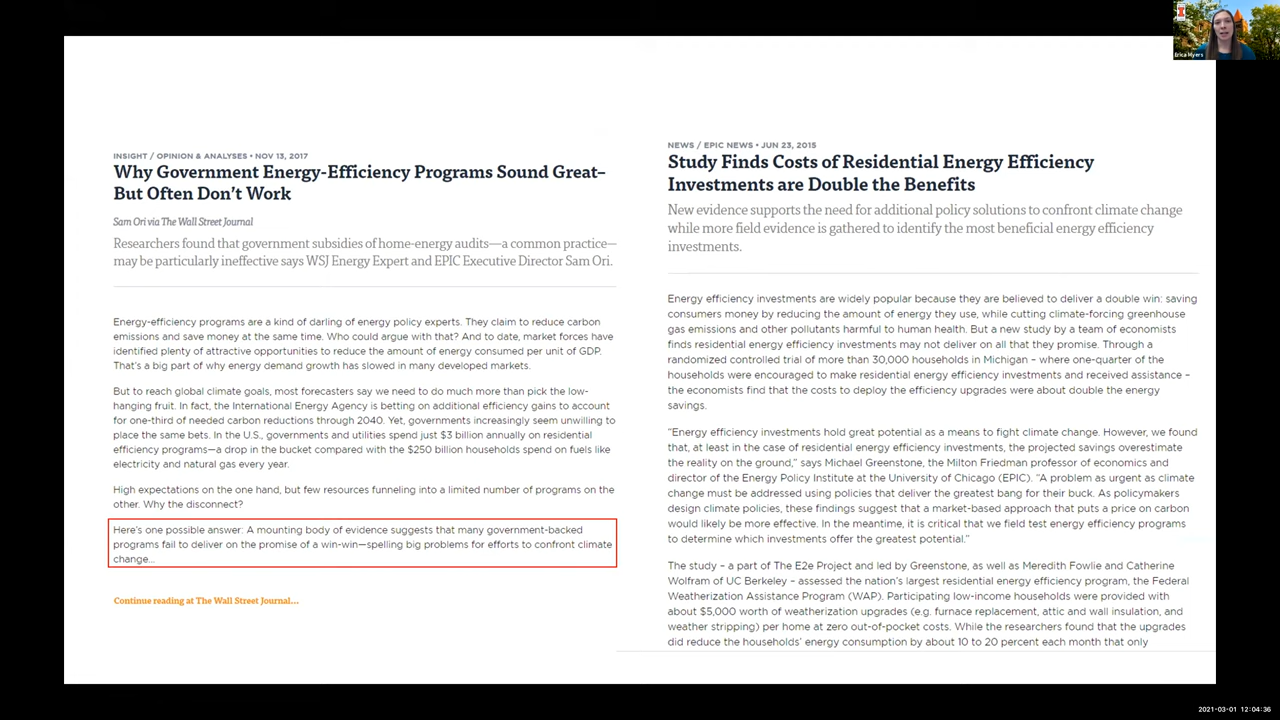 INSIGHT / OPINION & ANALYSES • NOV 13, 2017
Why Government Energy-Efficiency Programs Sound Great–
But Often Don't Work
Sam Ori via The Wall Street Journal
Researchers found that government subsidies of home-energy audits—a common practice—
may be particularly ineffective says WSJ Energy Expert and EPIC Executive Director Sam Ori.
Energy-efficiency programs are a kind of darling of energy policy experts. They claim to reduce carbon
emissions and save money at the same time. Who could argue with that? And to date, market forces have
identified plenty of attractive opportunities to reduce the amount of energy consumed per unit of GDP.
That's a big part of why energy demand growth has slowed in many developed markets.
But to reach global climate goals, most forecasters say we need to do much more than pick the low-
hanging fruit. In fact, the International Energy Agency is betting on additional efficiency gains to account
for one-third of needed carbon reductions through 2040. Yet, governments increasingly seem unwilling to
place the same bets. In the U.S., governments and utilities spend just $3 billion annually on residential
efficiency programs—a drop in the bucket compared with the $250 billion households spend on fuels like
electricity and natural gas every year.
High expectations on the one hand, but few resources funneling into a limited number of programs on the
other. Why the disconnect?
Here's one possible answer: A mounting body of evidence suggests that many government-backed
programs fail to deliver on the promise of a win-win—spelling big problems for efforts to confront climate
change...
Continue reading at The Wall Street Journal...
NEWS / EPIC NEWS • JUN 23, 2015
Study Finds Costs of Residential Energy Efficiency
Investments are Double the Benefits
New evidence supports the need for additional policy solutions to confront climate change
while more field evidence is gathered to identify the most beneficial energy efficiency
investments.
Energy efficiency investments are widely popular because they are believed to deliver a double win: saving
consumers money by reducing the amount of energy they use, while cutting climate-forcing greenhouse
gas emissions and other pollutants harmful to human health. But a new study by a team of economists
finds residential energy efficiency investments may not deliver on all that they promise. Through a
randomized controlled trial of more than 30,000 households in Michigan – where one-quarter of the
households were encouraged to make residential energy efficiency investments and received assistance –
the economists find that the costs to deploy the efficiency upgrades were about double the energy
savings.
"Energy efficiency investments hold great potential as a means to fight climate change. However, we found
that, at least in the case of residential energy efficiency investments, the projected savings overestimate
the reality on the ground," says Michael Greenstone, the Milton Friedman professor of economics and
director of the Energy Policy Institute at the University of Chicago (EPIC). "A problem as urgent as climate
change must be addressed using policies that deliver the greatest bang for their buck. As policymakers
design climate policies, these findings suggest that a market-based approach that puts a price on carbon
would likely be more effective. In the meantime, it is critical that we field test energy efficiency programs
to determine which investments offer the greatest potential."
The study – a part of The E2e Project and led by Greenstone, as well as Meredith Fowlie and Catherine
Wolfram of UC Berkeley – assessed the nation's largest residential energy efficiency program, the Federal
Weatherization Assistance Program (WAP). Participating low-income households were provided with
about $5,000 worth of weatherization upgrades (e.g. furnace replacement, attic and wall insulation, and
weather stripping) per home at zero out-of-pocket costs. While the researchers found that the upgrades
did reduce the households' energy consumption by about 10 to 20 percent each month that only
Erica Myers
2021-03-01 12:04:36